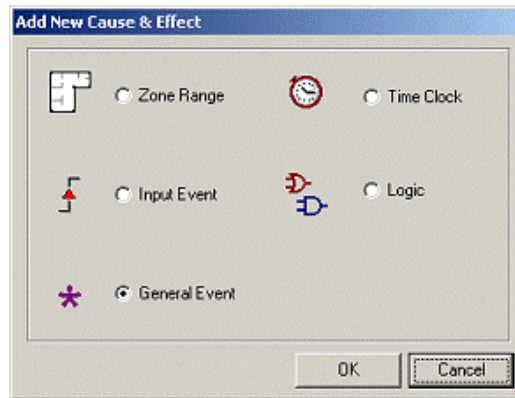 Add New Cause & Effect
Zone Range
Time Clock
Input Event
Logic
General Event
OK
Cancel